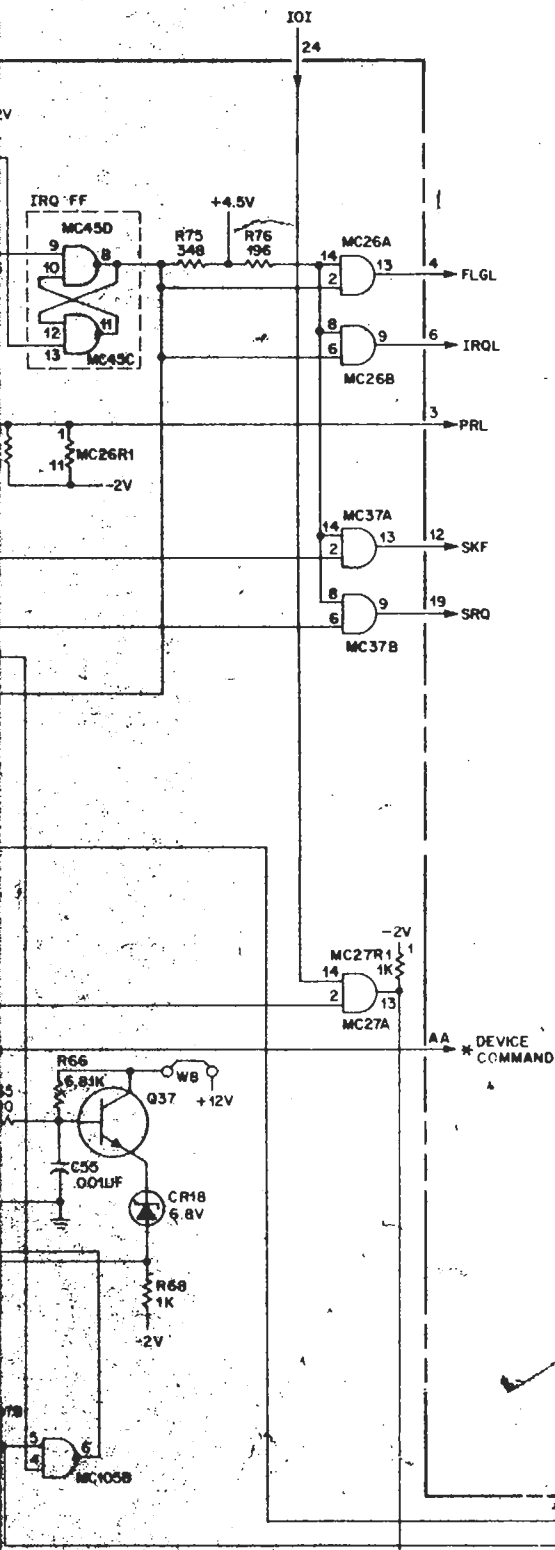 IOI
24
IRQ FF
MC45D
9
10
8
12
13
11
MC45C
+4.5V
R75
348
R76
196
MC26A
14
2
13
4
FLGL
8
6
9
6
IRQL
MC26B
3
PRL
1
11
MC26R1
-2V
MC37A
14
2
13
12
SKF
8
6
9
19
SRQ
MC37B
-2V
MC27R1
1
1K
14
2
13
MC27A
AA
* DEVICE
COMMAND
R66
6.81K
W8
+12V
Q37
C55
.001UF
CR18
6.8V
R68
1K
-2V
5
4
6
MC105B